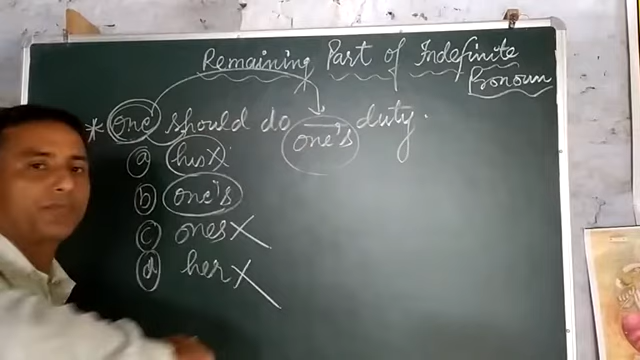 Remaining Part of Indefinite
Pronoun
* one should do one's duty.
(a) his X
(b) one's
(c) ones X
(d) her X